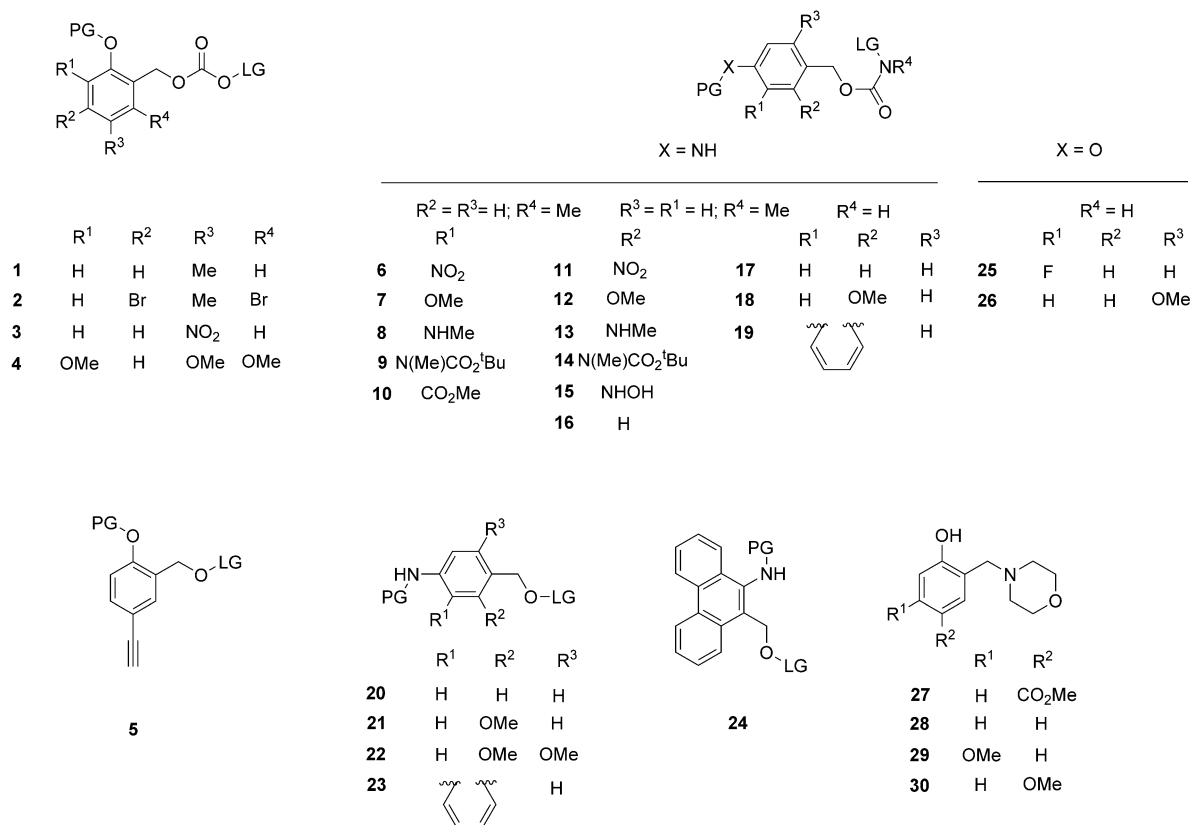 PG
O
R¹
R²
R³
R⁴
O
O
O
LG
R¹ R² R³ R⁴
1 H H Me H
2 H Br Me Br
3 H H NO₂ H
4 OMe H OMe OMe
R³
LG
X
NR⁴
PG
O
R¹ R²
O
X = NH X = O
R² = R³= H; R⁴ = Me R³ = R¹ = H; R⁴ = Me R⁴ = H R⁴ = H
R¹ R² R¹ R² R³ R¹ R² R³
6 NO₂ 11 NO₂ 17 H H H 25 F H H
7 OMe 12 OMe 18 H OMe H 26 H H OMe
8 NHMe 13 NHMe 19 H
9 N(Me)CO₂ᵗBu 14 N(Me)CO₂ᵗBu
10 CO₂Me 15 NHOH
16 H
PG
O
O
LG
5
R³
HN
PG
O
LG
R¹ R²
R¹ R² R³
20 H H H
21 H OMe H
22 H OMe OMe
23 H
PG
NH
O
LG
24
OH
N
O
R¹
R²
R¹ R²
27 H CO₂Me
28 H H
29 OMe H
30 H OMe